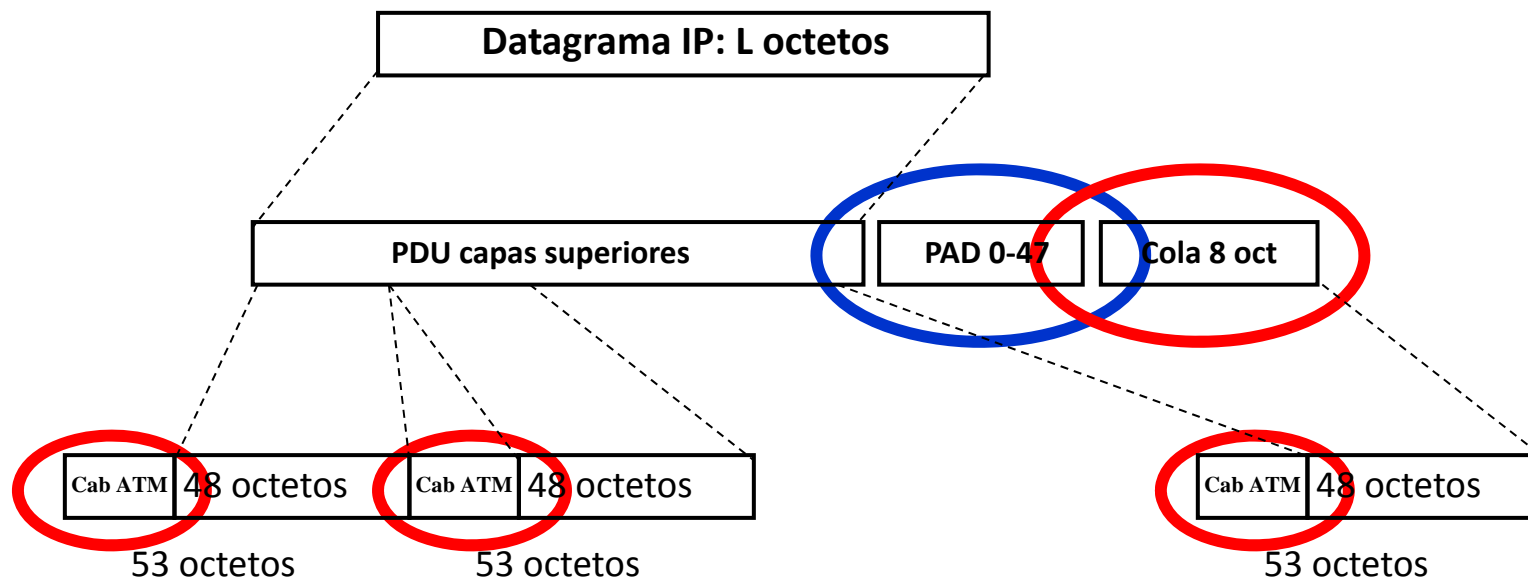 Datagrama IP: L octetos
PDU capas superiores
PAD 0-47
Cola 8 oct
Cab ATM
48 octetos
Cab ATM
48 octetos
Cab ATM
48 octetos
53 octetos
53 octetos
53 octetos